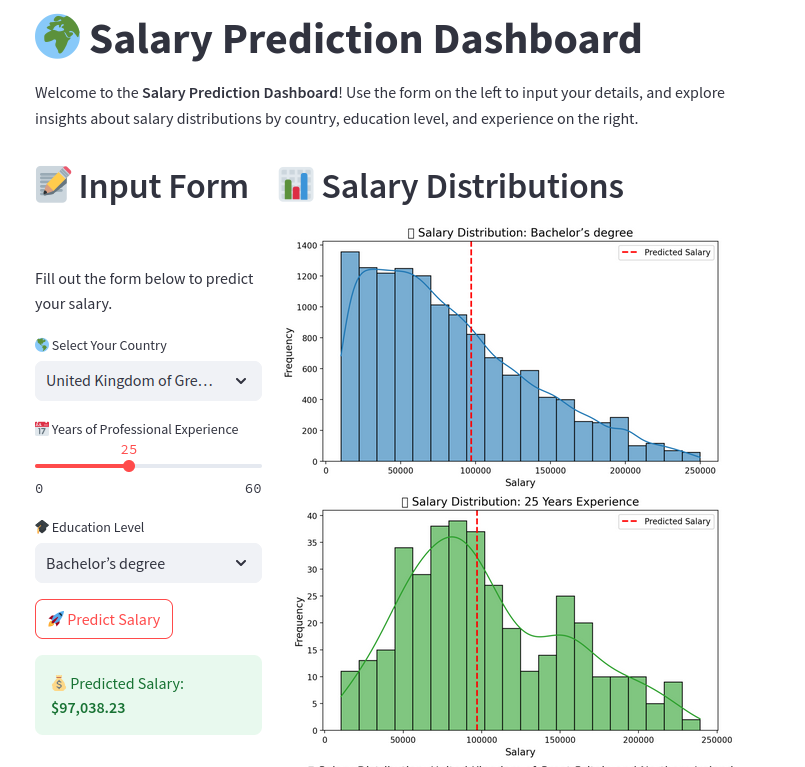 Salary Prediction Dashboard
Welcome to the Salary Prediction Dashboard! Use the form on the left to input your details, and explore
insights about salary distributions by country, education level, and experience on the right.
Input Form
Fill out the form below to predict
your salary.
Select Your Country
United Kingdom of Gre...
Years of Professional Experience
25
0
60
Education Level
Bachelor’s degree
Predict Salary
Predicted Salary:
$97,038.23
Salary Distributions
Salary Distribution: Bachelor’s degree
Predicted Salary
1400
1200
1000
800
600
400
200
0
Frequency
0 50000 100000 150000 200000 250000
Salary
Salary Distribution: 25 Years Experience
Predicted Salary
40
35
30
25
20
15
10
5
0
Frequency
0 50000 100000 150000 200000 250000
Salary